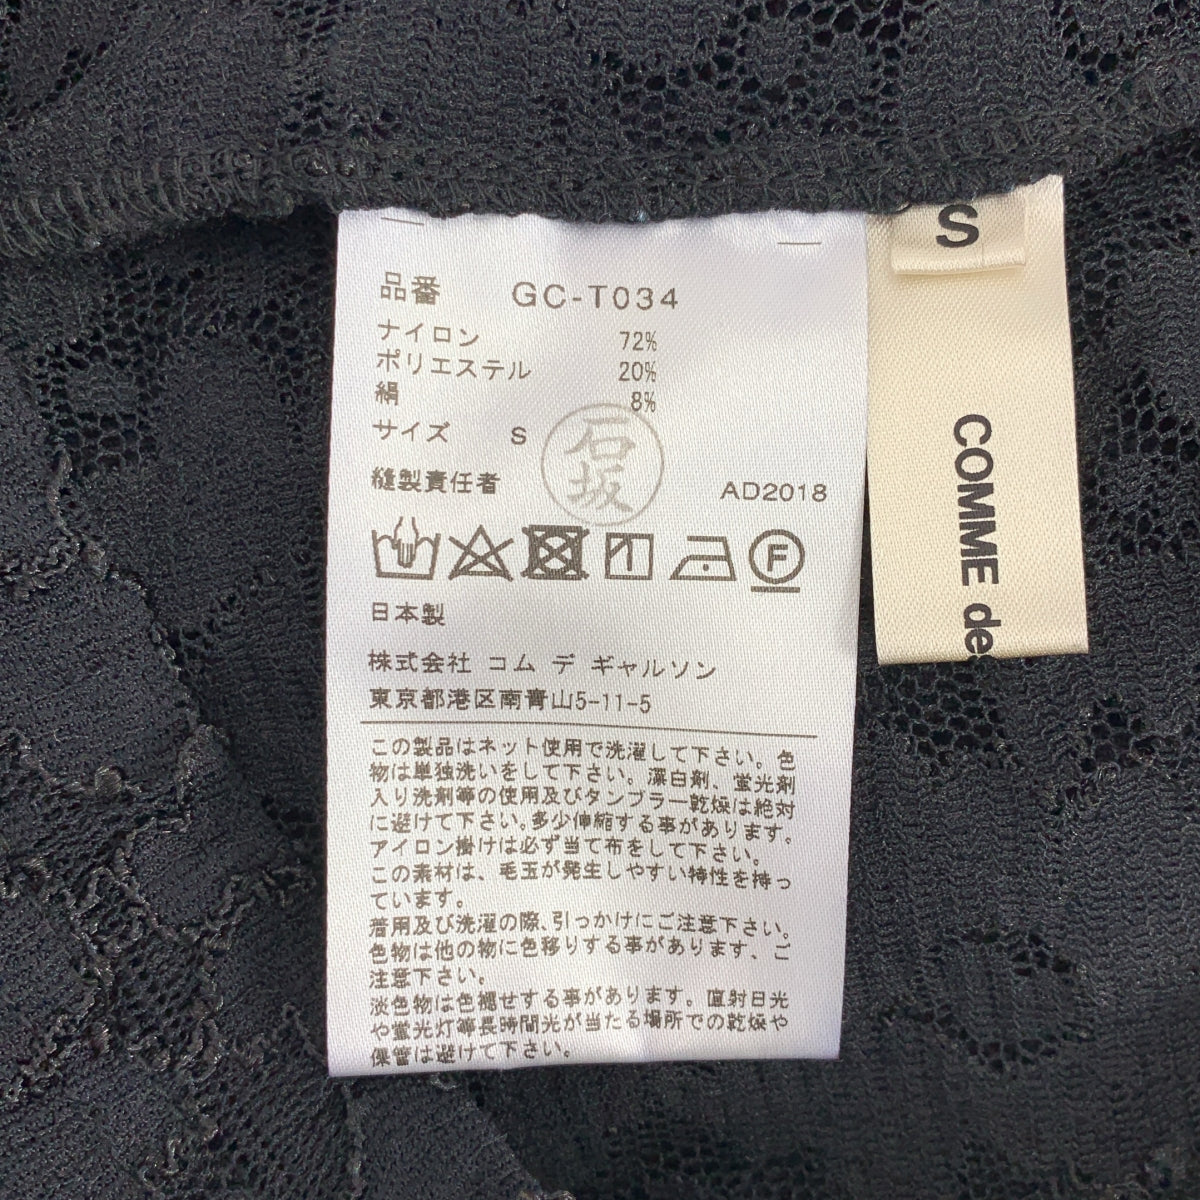 品番 GC-T034
ナイロン 72%
ポリエステル 20%
絹 8%
サイズ S
石坂
縫製責任者 AD2018
F
日本製
株式会社 コム デ ギャルソン
東京都港区南青山5-11-5
この製品はネット使用で洗濯して下さい。色
物は単独洗いをして下さい。漂白剤、蛍光剤
入り洗剤等の使用及びタンブラー乾燥は絶対
に避けて下さい。多少伸縮する事があります。
アイロン掛けは必ず当て布をして下さい。
この素材は、毛玉が発生しやすい特性を持っ
ています。
着用及び洗濯の際、引っかけにご注意下さい。
色物は他の物に色移りする事があります、ご
注意下さい。
淡色物は色褪せする事があります。直射日光
や蛍光灯等長時間光が当たる場所での乾燥や
保管は避けて下さい。
S
COMME des